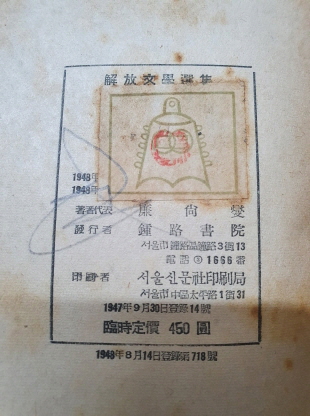 解放文學選集
1948年
1948年
著者代表 廉 尙 燮
發行者 鍾路書院
서울市鍾路區鍾路3街13
電話③1666番
印刷者 서울신문社印刷局
서울市中區太平路1街31
1947年9月30日登錄14號
臨時定價 450圓
1948年8月14日登錄第718號